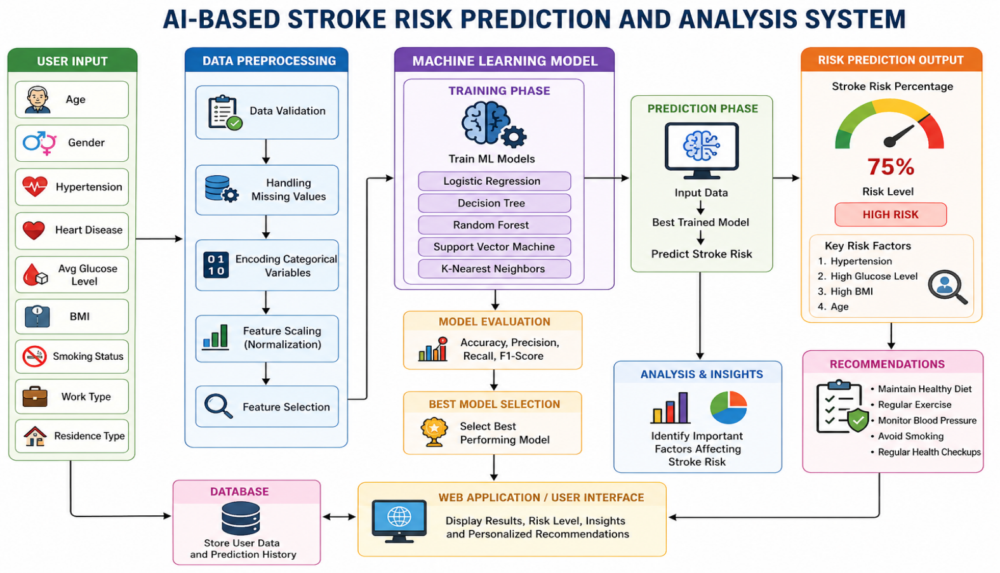 AI-BASED STROKE RISK PREDICTION AND ANALYSIS SYSTEM
USER INPUT
Age
Gender
Hypertension
Heart Disease
Avg Glucose
Level
BMI
Smoking Status
Work Type
Residence Type
DATA PREPROCESSING
Data Validation
Handling
Missing Values
01
10
Encoding Categorical
Variables
Feature Scaling
(Normalization)
Feature Selection
MACHINE LEARNING MODEL
TRAINING PHASE
Train ML Models
Logistic Regression
Decision Tree
Random Forest
Support Vector Machine
K-Nearest Neighbors
MODEL EVALUATION
Accuracy, Precision,
Recall, F1-Score
BEST MODEL SELECTION
Select Best
Performing Model
PREDICTION PHASE
Input Data
Best Trained Model
Predict Stroke Risk
ANALYSIS & INSIGHTS
Identify Important
Factors Affecting
Stroke Risk
RISK PREDICTION OUTPUT
Stroke Risk Percentage
75%
Risk Level
HIGH RISK
Key Risk Factors
1. Hypertension
2. High Glucose Level
3. High BMI
4. Age
RECOMMENDATIONS
• Maintain Healthy Diet
• Regular Exercise
• Monitor Blood Pressure
• Avoid Smoking
• Regular Health Checkups
DATABASE
Store User Data
and Prediction History
WEB APPLICATION / USER INTERFACE
Display Results, Risk Level, Insights
and Personalized Recommendations